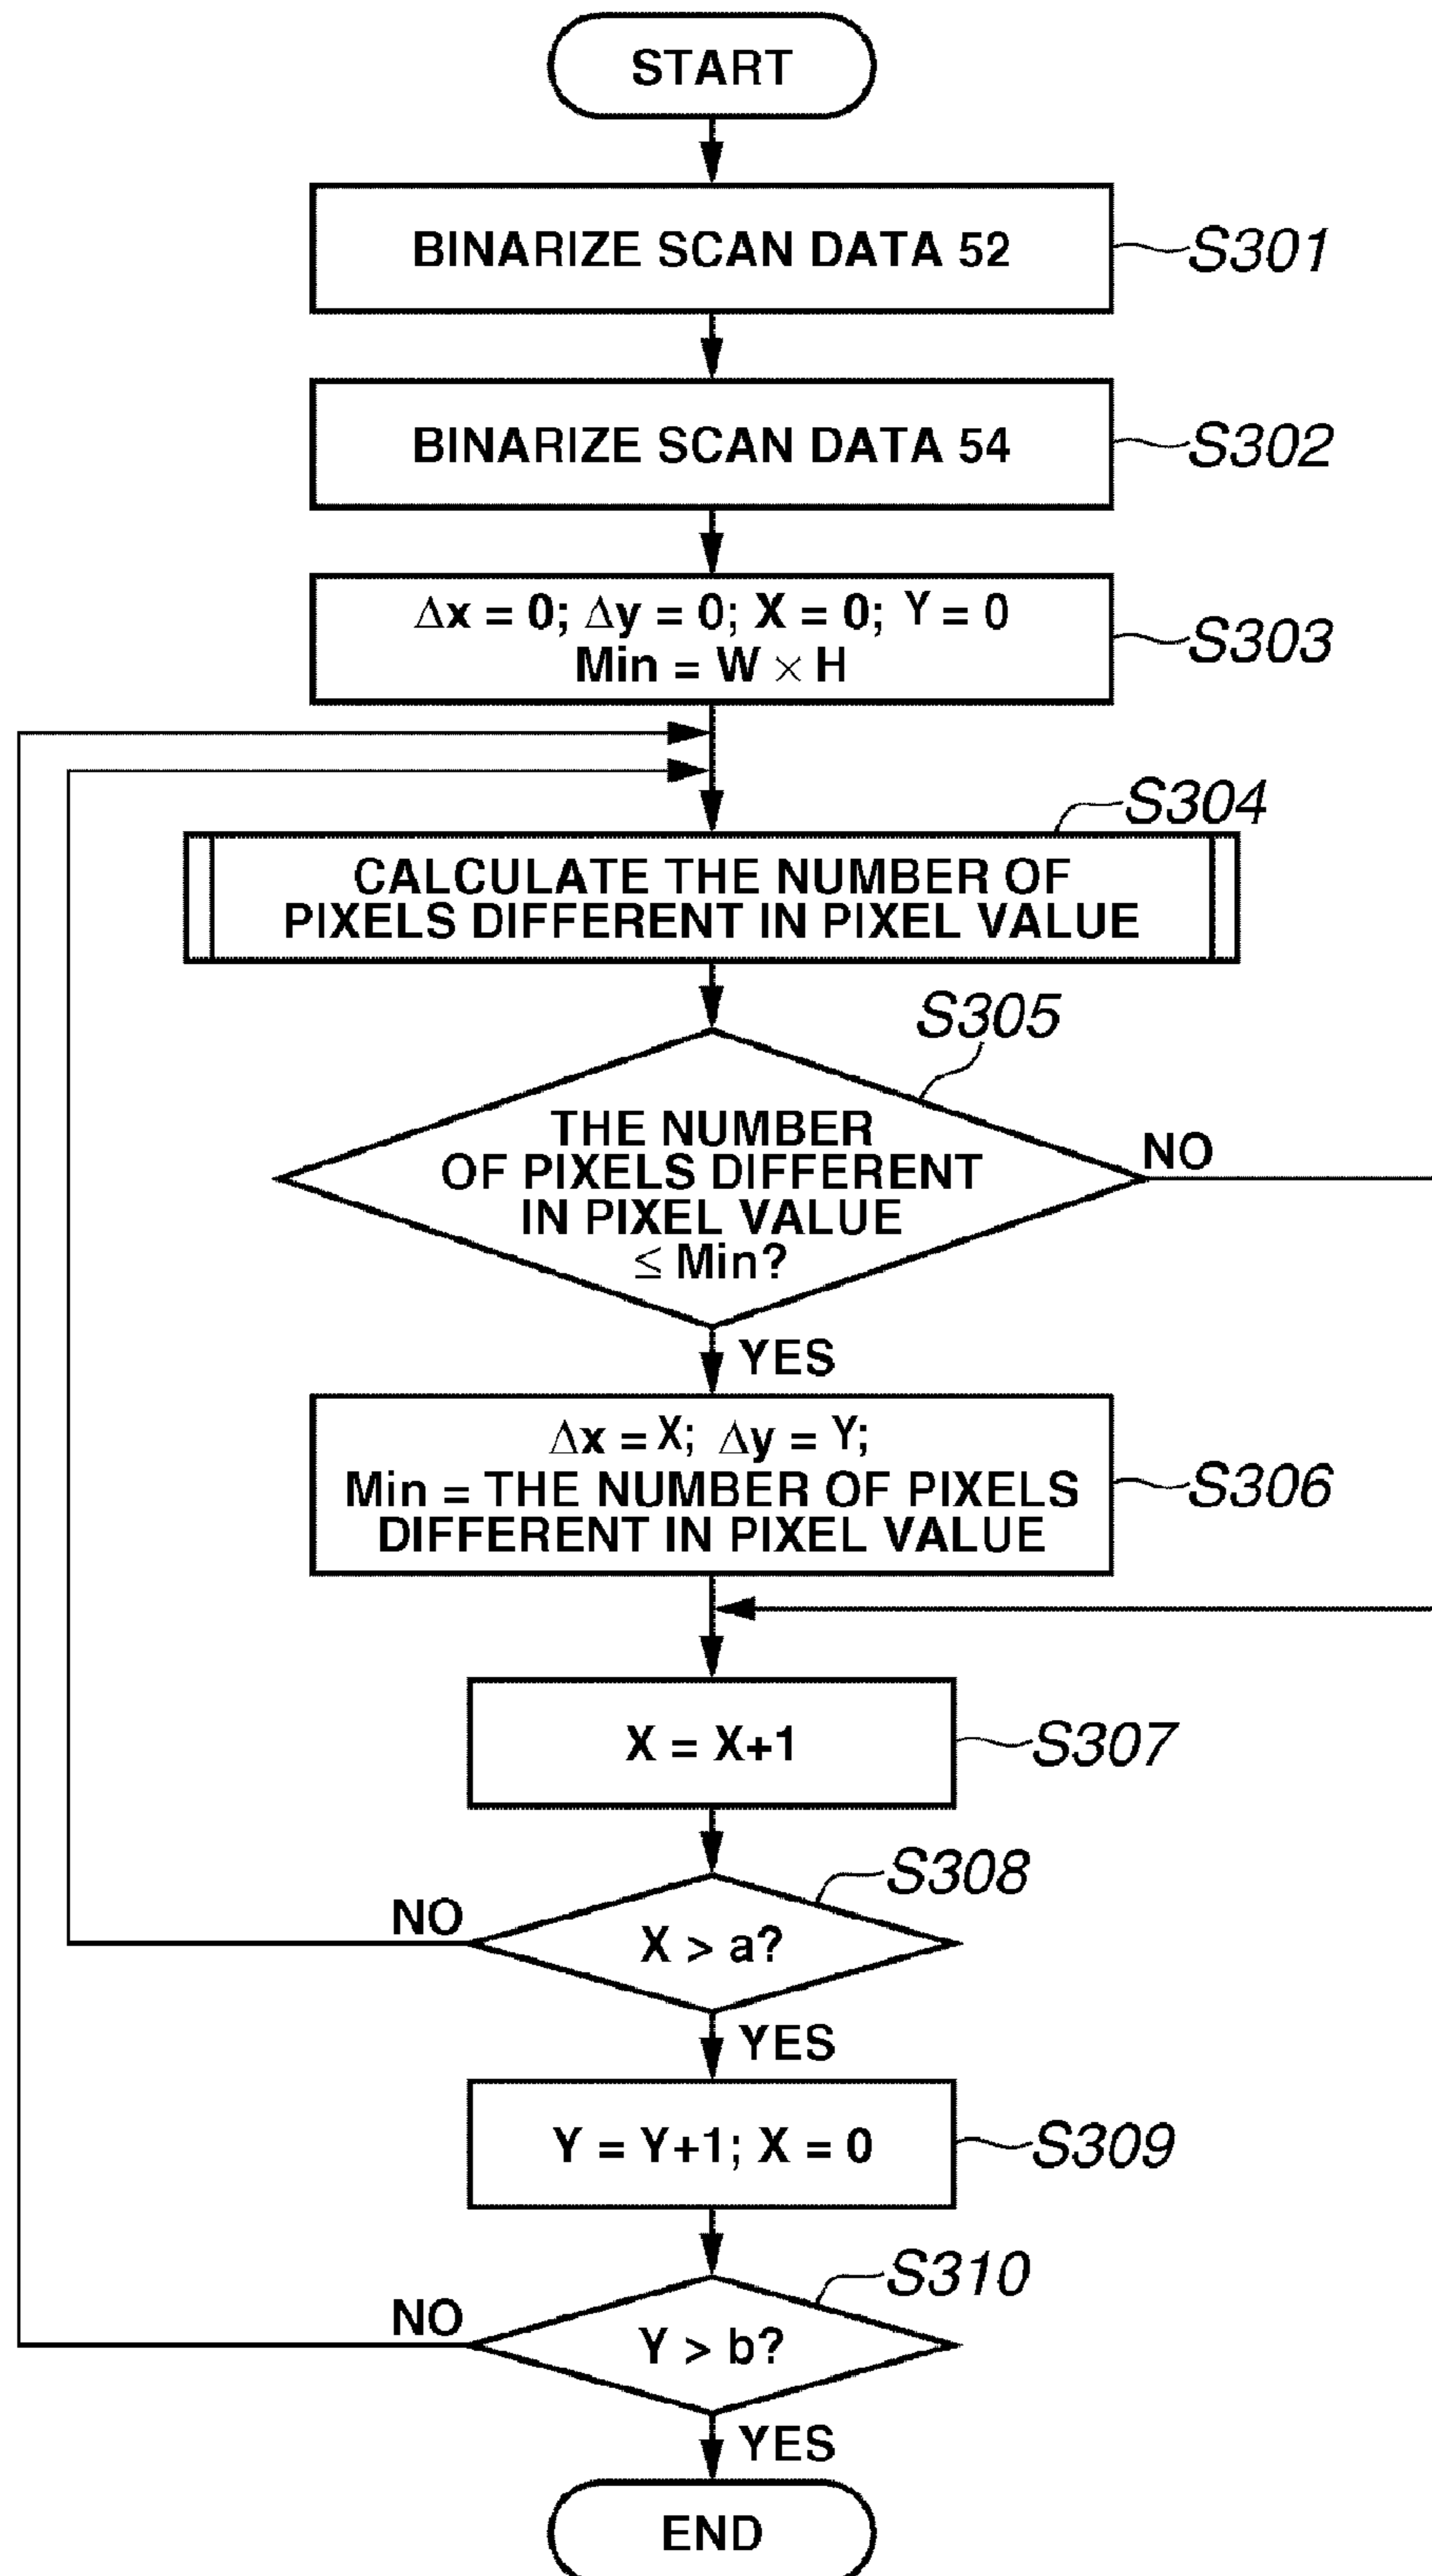 START
BINARIZE SCAN DATA 52
S301
BINARIZE SCAN DATA 54
S302
Δx = 0; Δy = 0; X = 0; Y = 0
Min = W × H
S303
S304
CALCULATE THE NUMBER OF
PIXELS DIFFERENT IN PIXEL VALUE
S305
THE NUMBER
OF PIXELS DIFFERENT
IN PIXEL VALUE
≤ Min?
NO
YES
Δx = X; Δy = Y;
Min = THE NUMBER OF PIXELS
DIFFERENT IN PIXEL VALUE
S306
X = X+1
S307
S308
NO
X > a?
YES
Y = Y+1; X = 0
S309
S310
NO
Y > b?
YES
END